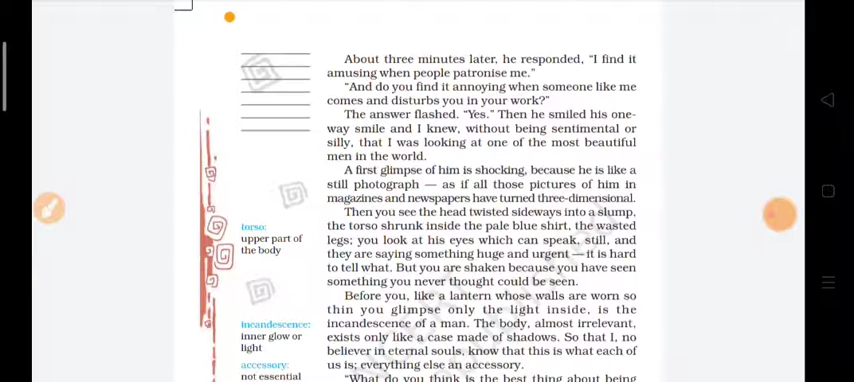 About three minutes later, he responded, “I find it
amusing when people patronise me.”
“And do you find it annoying when someone like me
comes and disturbs you in your work?”
The answer flashed. “Yes.” Then he smiled his one-
way smile and I knew, without being sentimental or
silly, that I was looking at one of the most beautiful
men in the world.
A first glimpse of him is shocking, because he is like a
still photograph — as if all those pictures of him in
magazines and newspapers have turned three-dimensional.
Then you see the head twisted sideways into a slump,
the torso shrunk inside the pale blue shirt, the wasted
legs; you look at his eyes which can speak, still, and
they are saying something huge and urgent — it is hard
to tell what. But you are shaken because you have seen
something you never thought could be seen.
Before you, like a lantern whose walls are worn so
thin you glimpse only the light inside, is the
incandescence of a man. The body, almost irrelevant,
exists only like a case made of shadows. So that I, no
believer in eternal souls, know that this is what each of
us is; everything else an accessory.
“What do you think is the best thing about being
torso:
upper part of
the body
incandescence:
inner glow or
light
accessory:
not essential